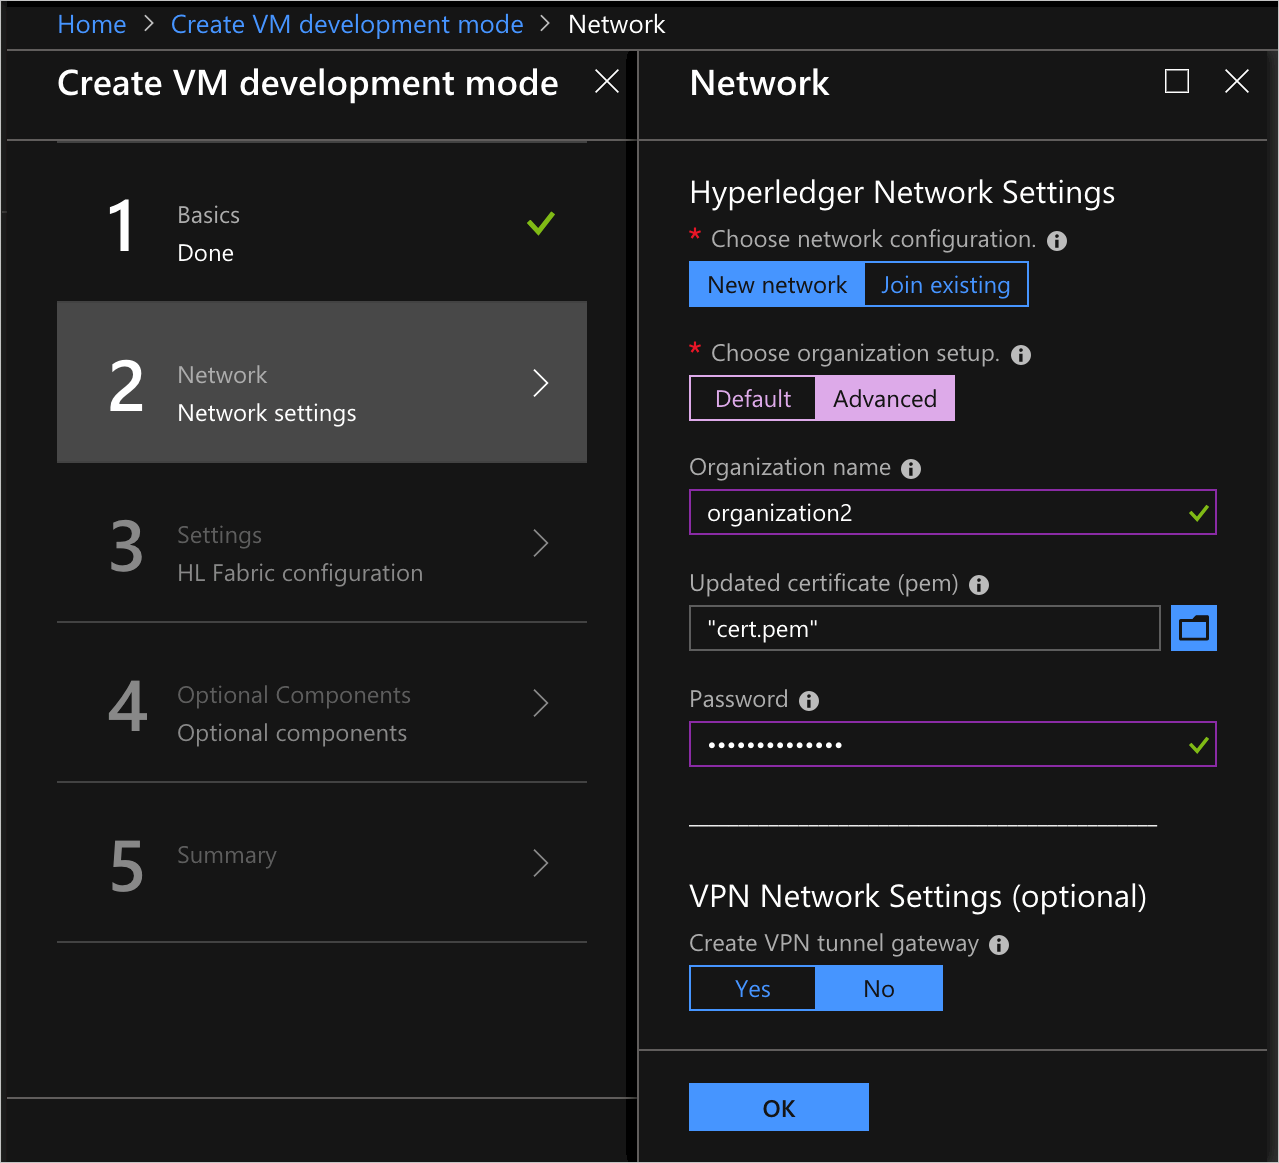 Home > Create VM development mode > Network
Create VM development mode
1
Basics
Done
2
Network
Network settings
3
Settings
HL Fabric configuration
4
Optional Components
Optional components
5
Summary
Network
Hyperledger Network Settings
* Choose network configuration.
New network Join existing
* Choose organization setup.
Default Advanced
Organization name
organization2
Updated certificate (pem)
"cert.pem"
Password
••••••••••••••
VPN Network Settings (optional)
Create VPN tunnel gateway
Yes No
OK